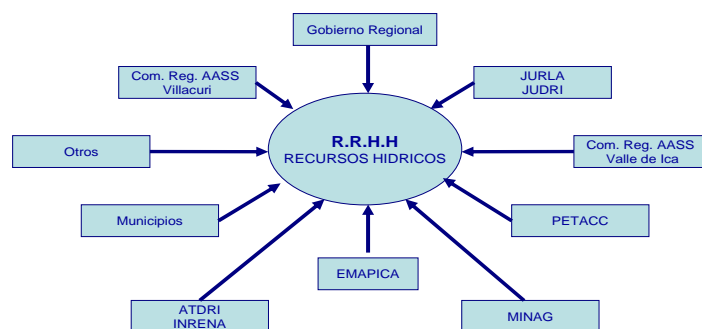 Gobierno Regional
Com. Reg. AASS
Villacuri
JURLA
JUDRI
R.R.H.H
RECURSOS HIDRICOS
Otros
Com. Reg. AASS
Valle de Ica
Municipios
PETACC
EMAPICA
ATDRI
INRENA
MINAG